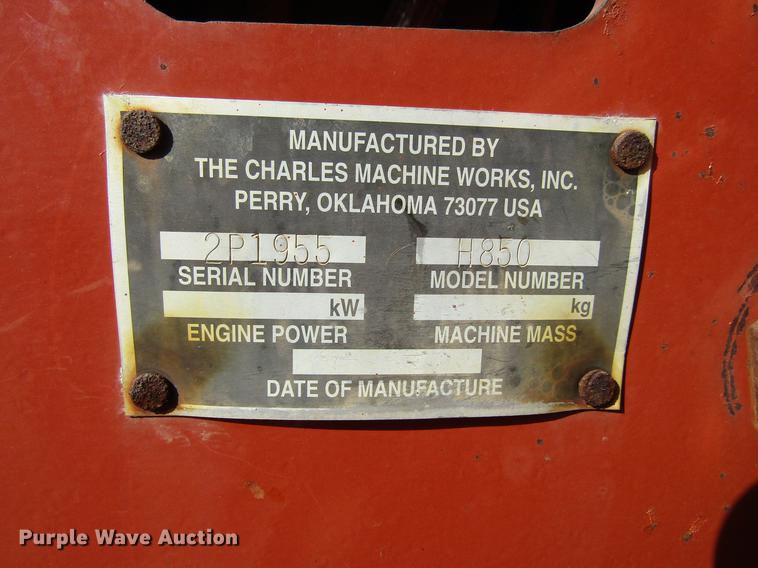 MANUFACTURED BY
THE CHARLES MACHINE WORKS, INC.
PERRY, OKLAHOMA 73077 USA
2P1955 H850
SERIAL NUMBER MODEL NUMBER
kW kg
ENGINE POWER MACHINE MASS
DATE OF MANUFACTURE
Purple Wave Auction